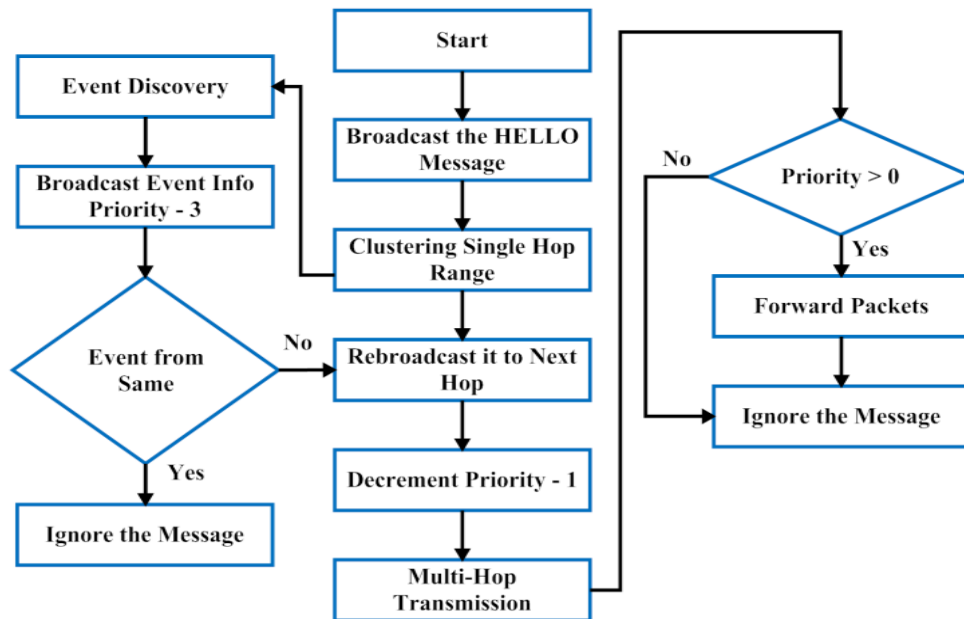 Start
Broadcast the HELLO
Message
Clustering Single Hop
Range
Event Discovery
Broadcast Event Info
Priority - 3
Event from
Same
No
Yes
Ignore the Message
Rebroadcast it to Next
Hop
Decrement Priority - 1
Multi-Hop
Transmission
Priority > 0
No
Yes
Forward Packets
Ignore the Message